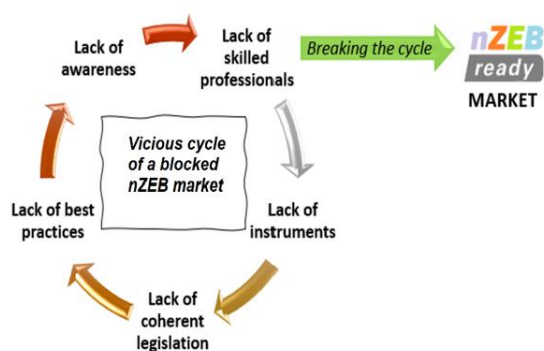 Lack of
awareness
Lack of
skilled
professionals
Breaking the cycle
nZEB
ready
MARKET
Vicious cycle
of a blocked
nZEB market
Lack of best
practices
Lack of
instruments
Lack of
coherent
legislation